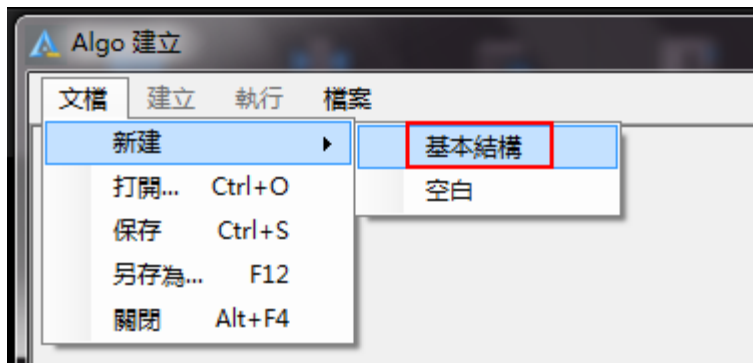 Algo 建立
文檔 建立 執行 檔案
新建 基本結構
打開... Ctrl+O 空白
保存 Ctrl+S
另存為... F12
關閉 Alt+F4